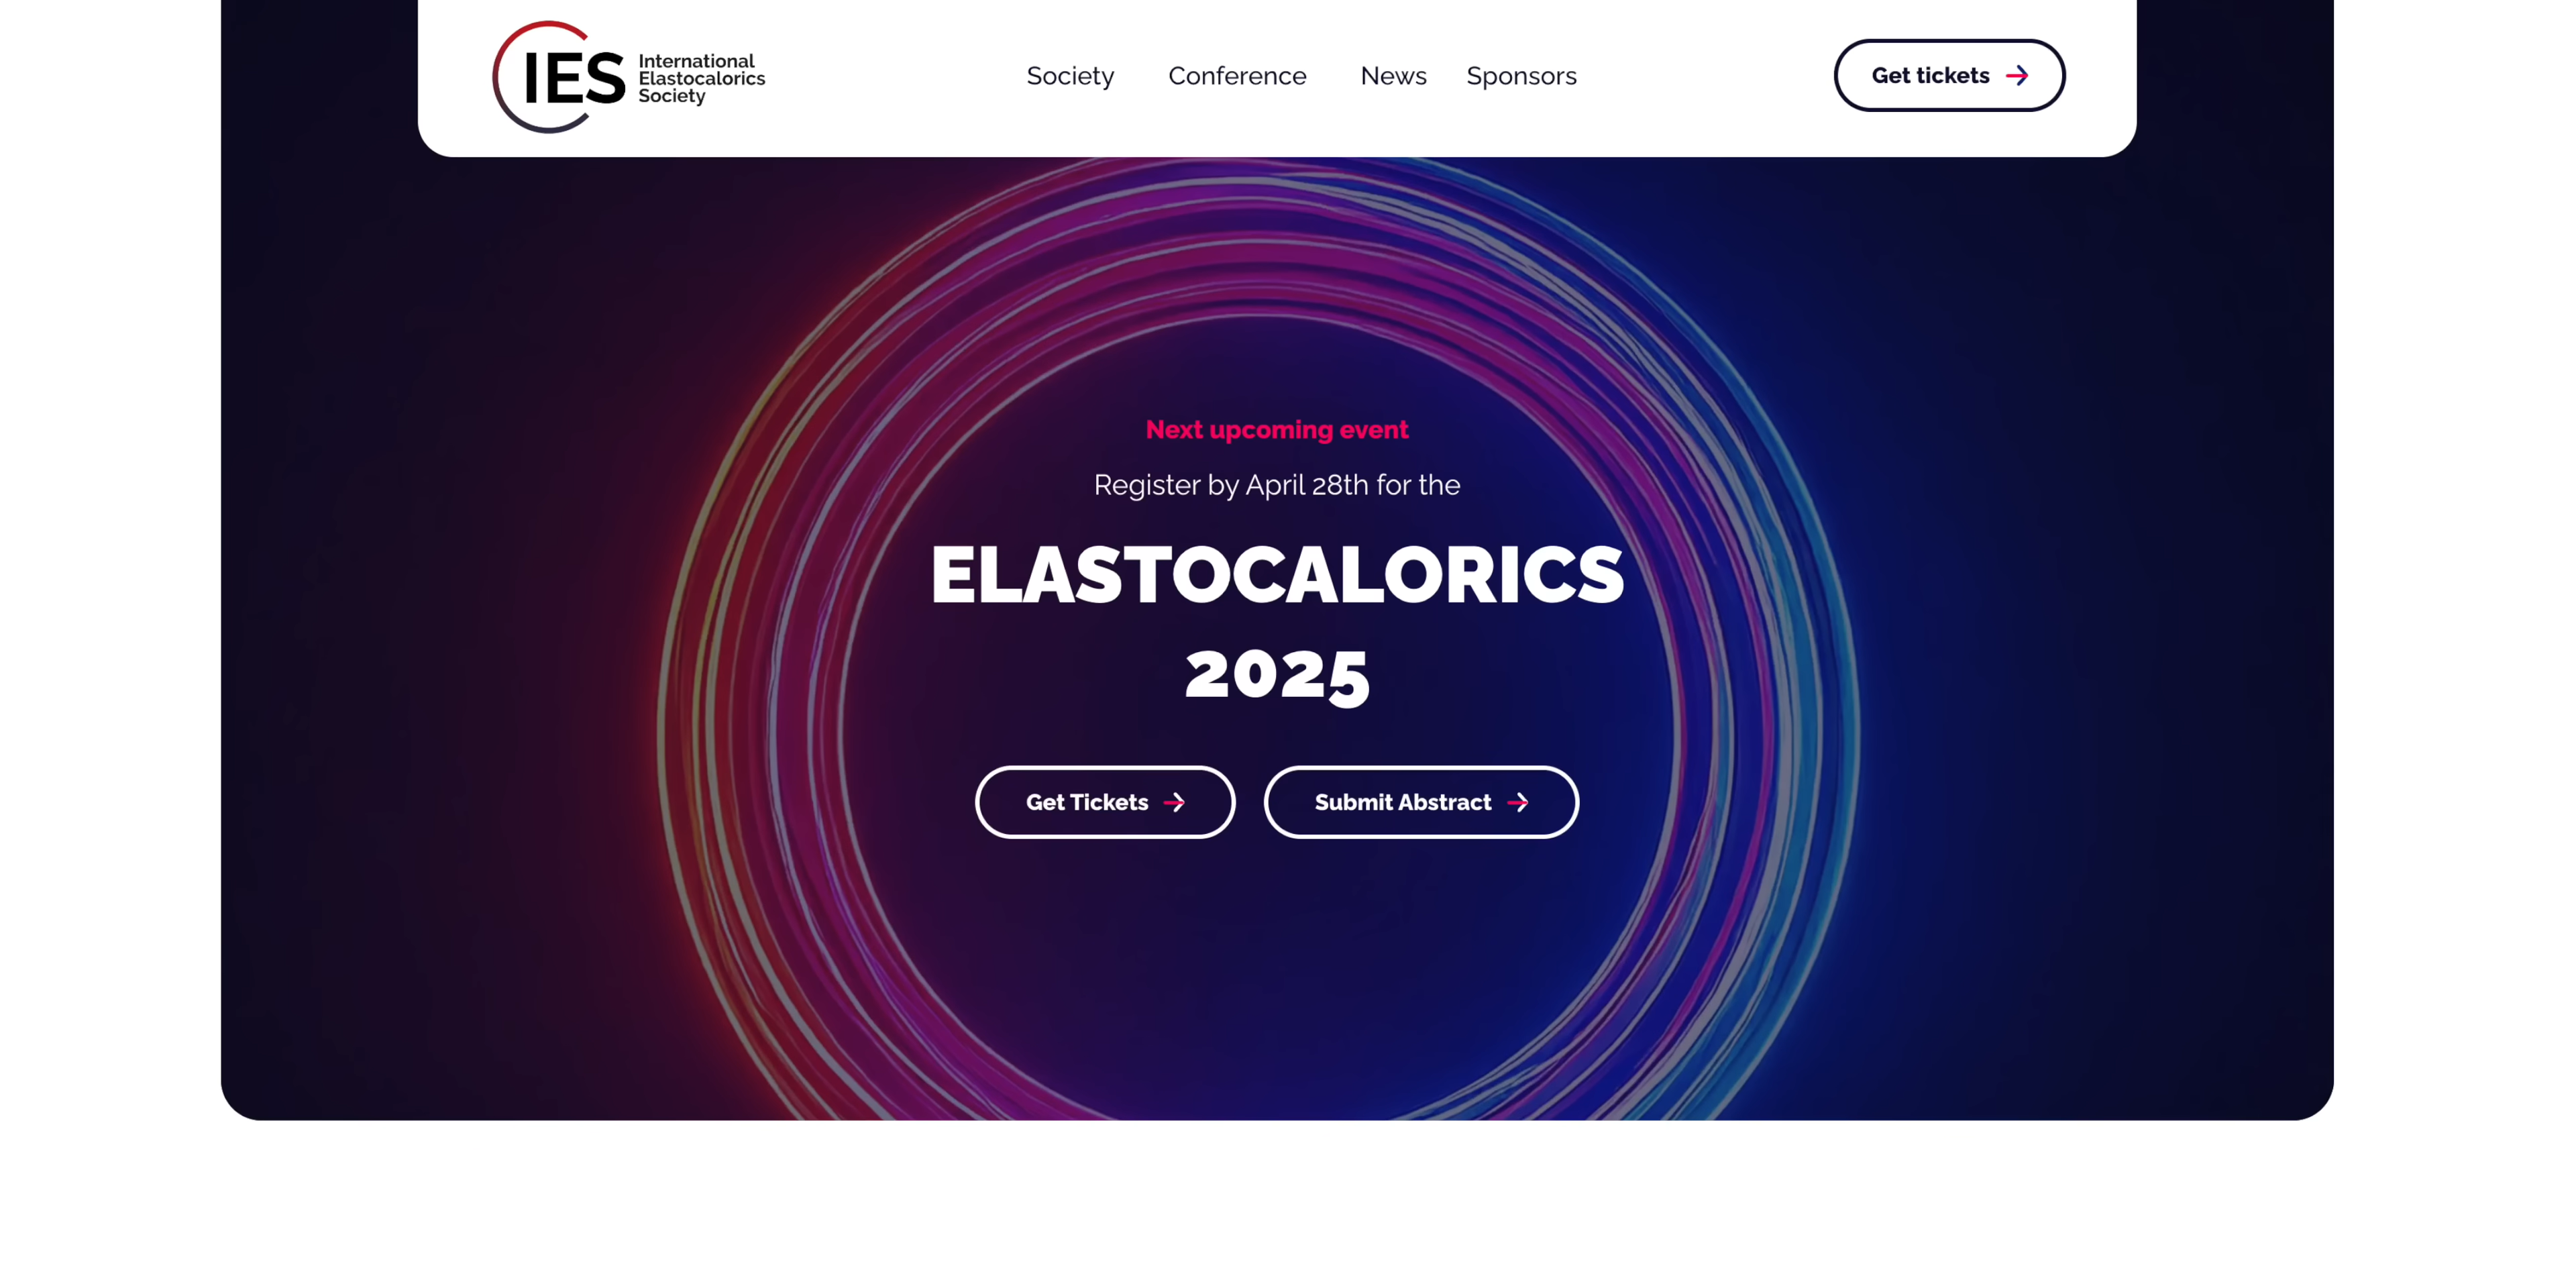 IES
International
Elastocalorics
Society
Society
Conference
News
Sponsors
Get tickets
Next upcoming event
Register by April 28th for the
ELASTOCALORICS
2025
Get Tickets
Submit Abstract